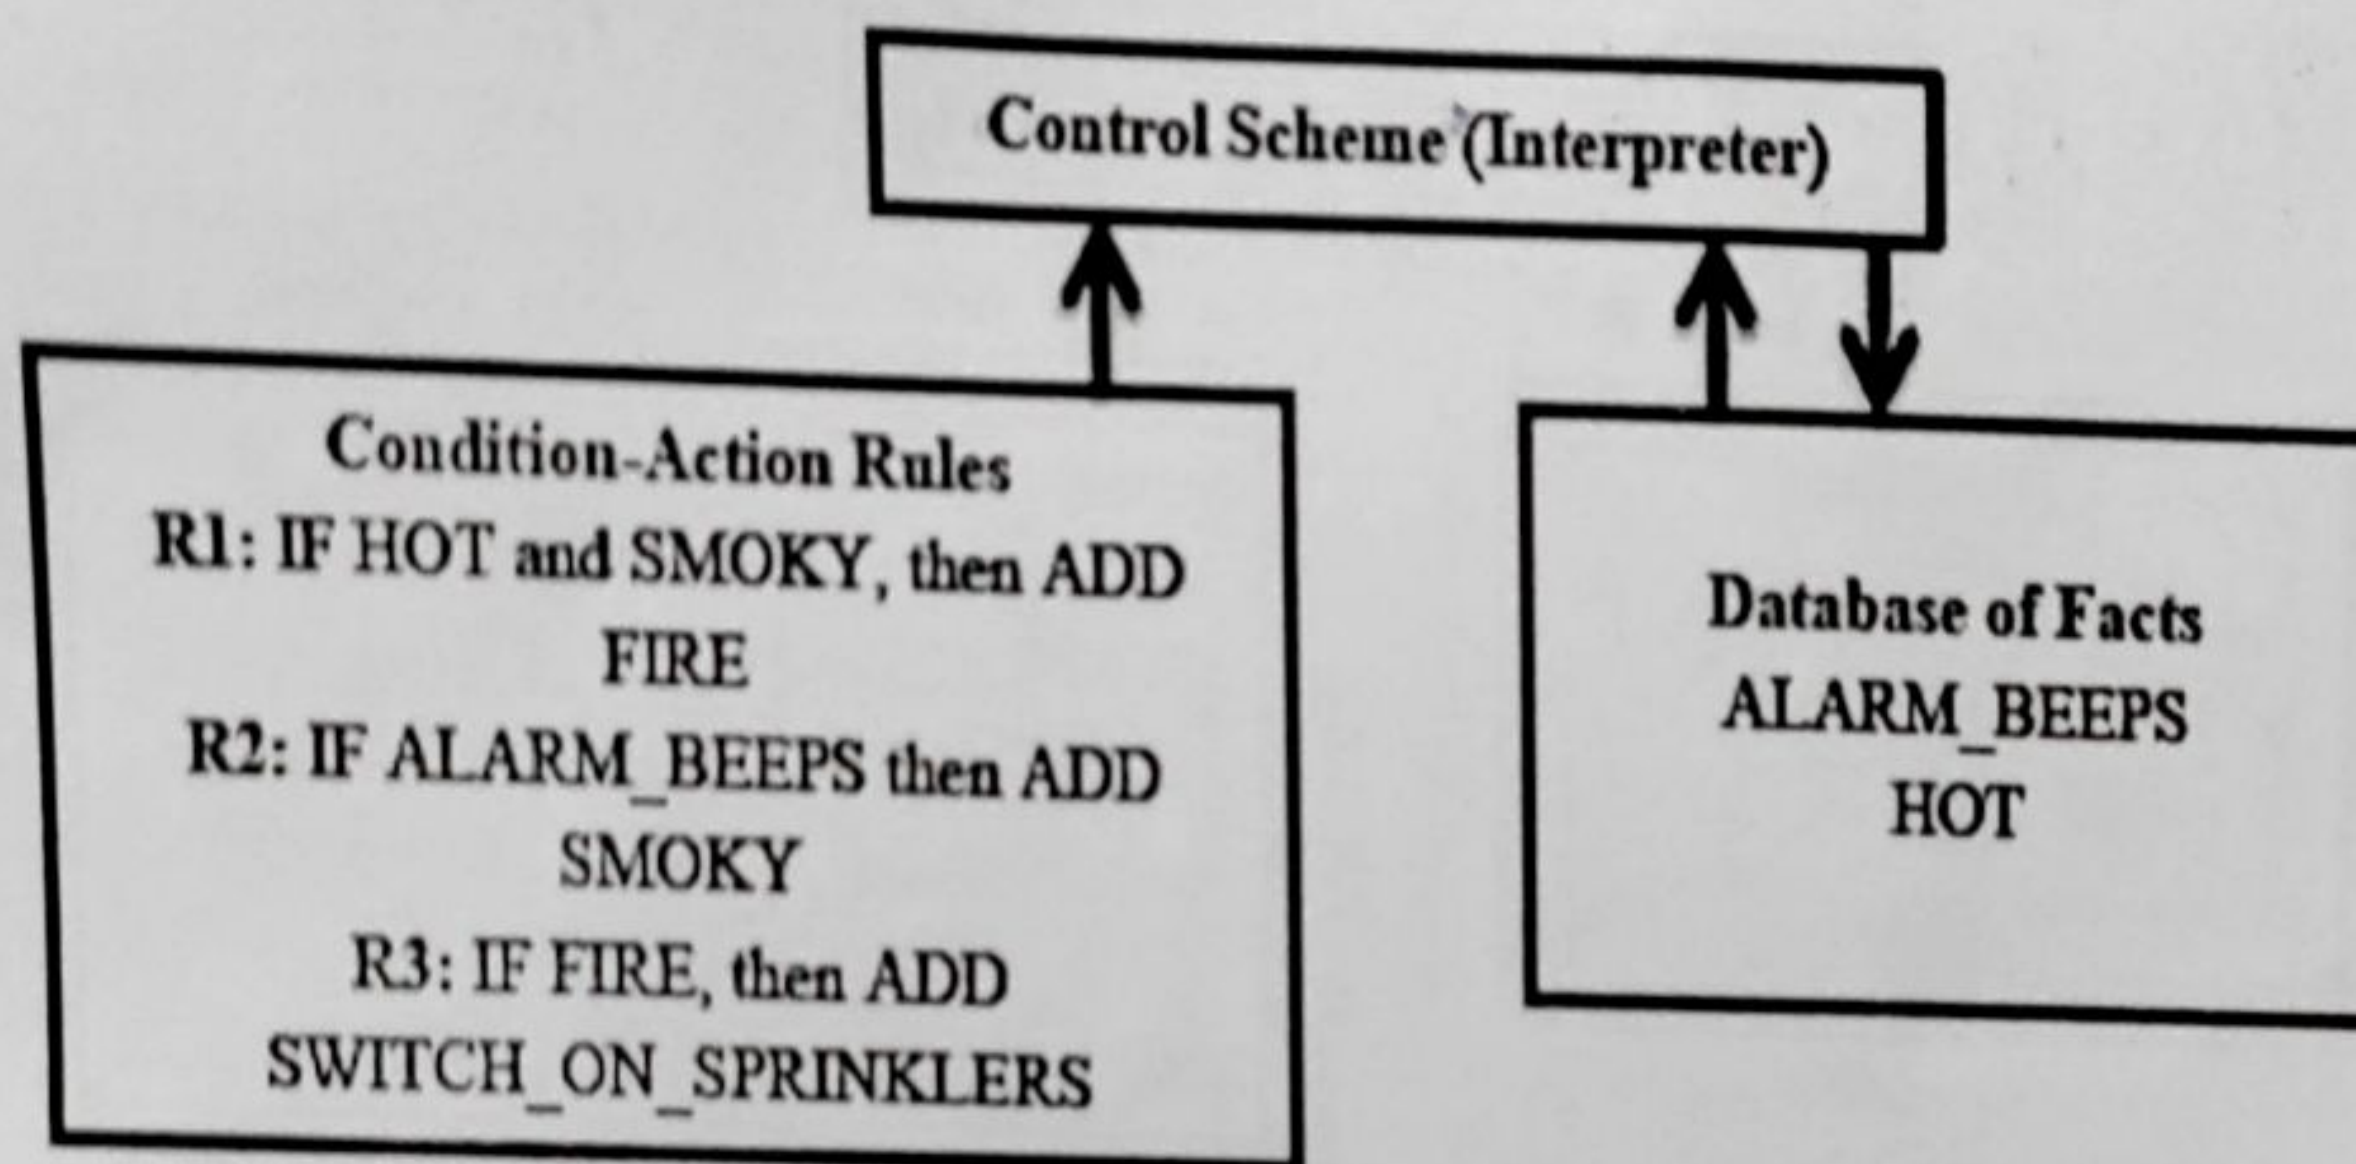 Control Scheme (Interpreter)
Condition-Action Rules
R1: IF HOT and SMOKY, then ADD
FIRE
R2: IF ALARM_BEEPS then ADD
SMOKY
R3: IF FIRE, then ADD
SWITCH_ON_SPRINKLERS
Database of Facts
ALARM_BEEPS
HOT